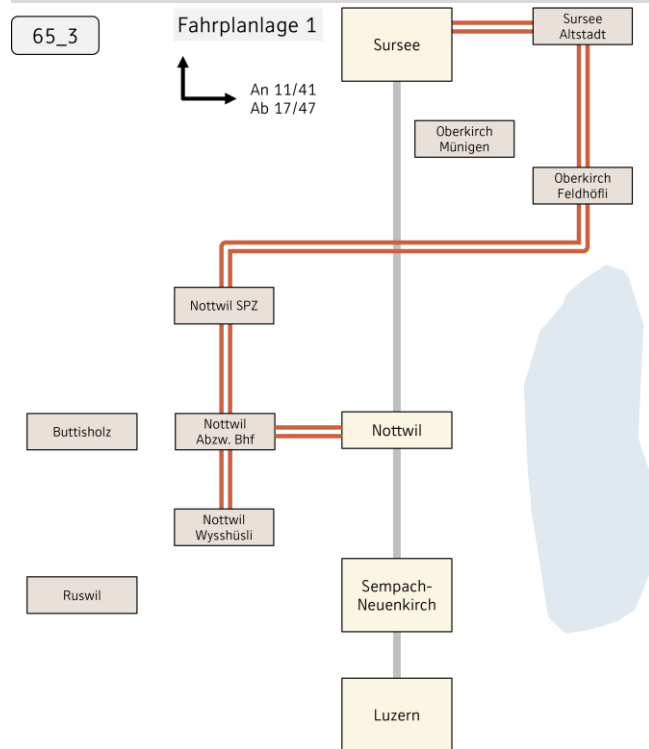 65_3
Fahrplanlage 1
An 11/41
Ab 17/47
Sursee
Sursee
Altstadt
Oberkirch
Münigen
Oberkirch
Feldhöfli
Nottwil SPZ
Buttisholz
Nottwil
Abzw. Bhf
Nottwil
Nottwil
Wysshüsli
Ruswil
Sempach-
Neuenkirch
Luzern